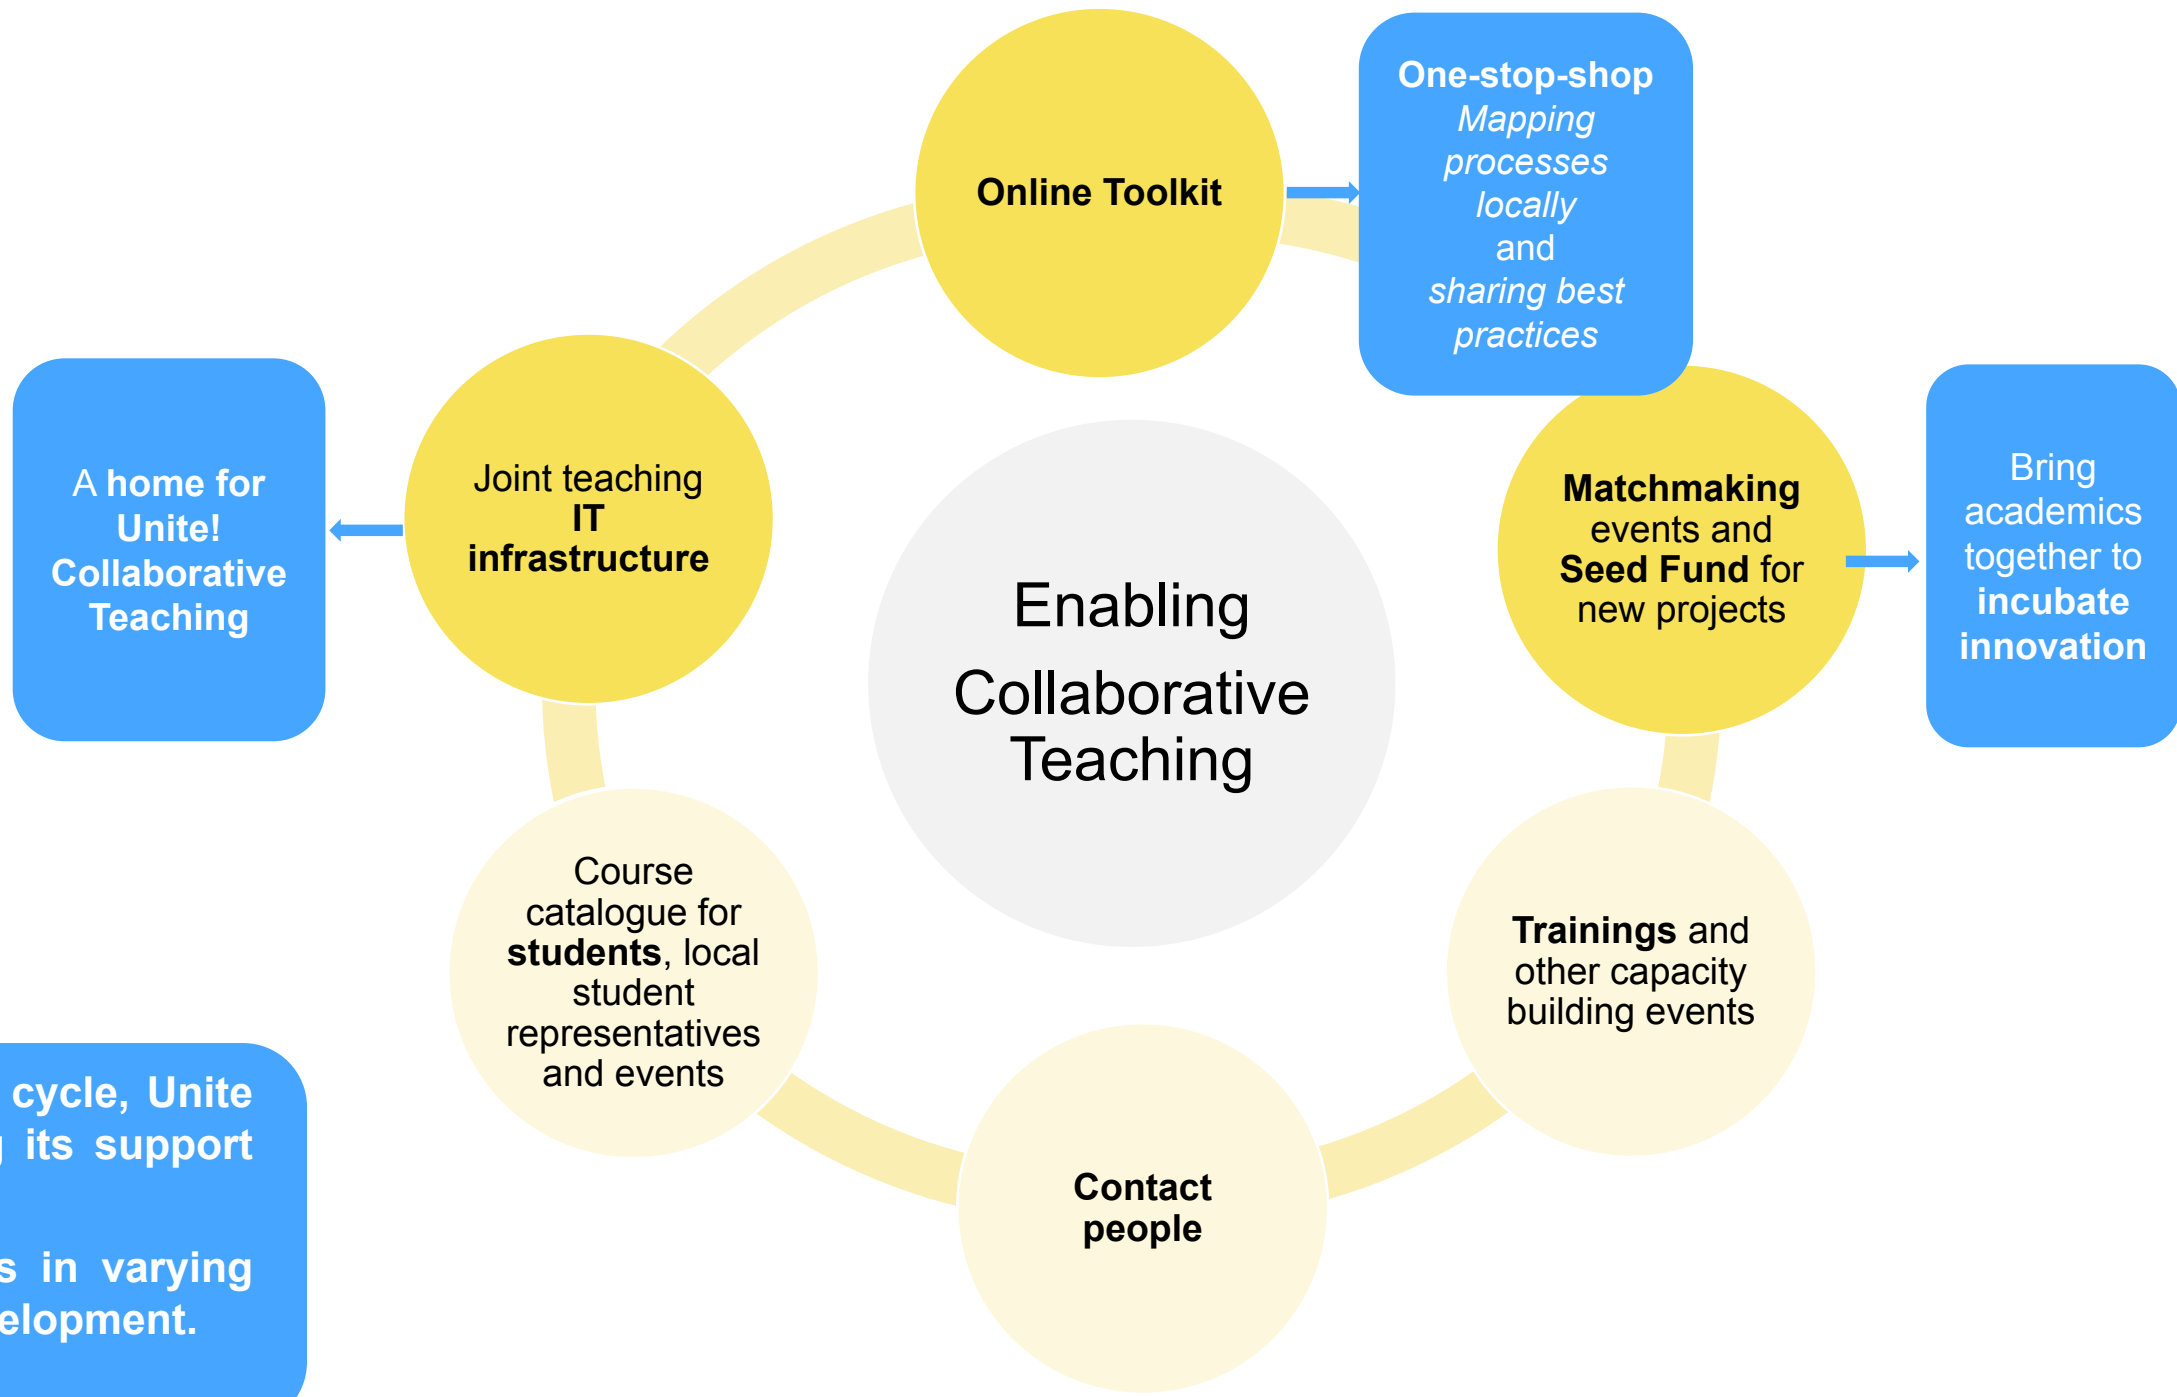 Online Toolkit
One-stop-shop
Mapping
processes
locally
and
sharing best
practices
A home for
Unite!
Collaborative
Teaching
Joint teaching
IT
infrastructure
Enabling
Collaborative
Teaching
Matchmaking
events and
Seed Fund for
new projects
Bring
academics
together to
incubate
innovation
Course
catalogue for
students, local
student
representatives
and events
Trainings and
other capacity
building events
Contact
people
cycle, Unite
its support
in varying